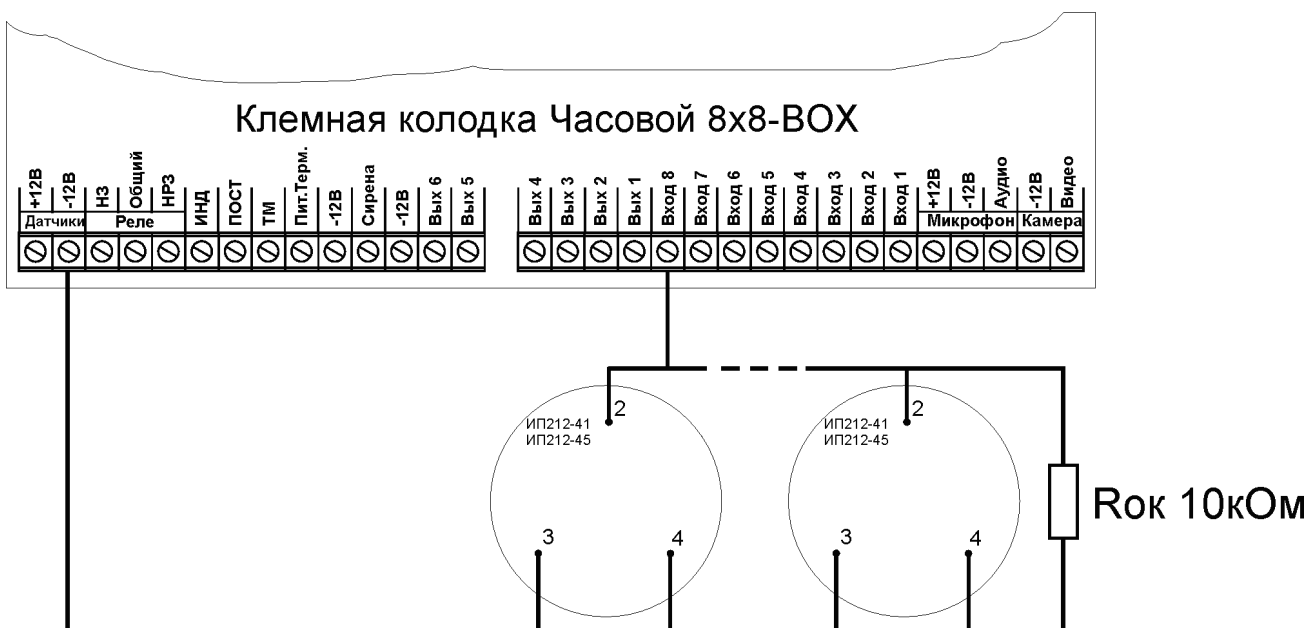 Клемная колодка Часовой 8х8-BOX
+12В -12В НЗ Общий НРЗ ИНД ПОСТ ТМ Пит.Терм. -12В Сирена -12В Вых 6 Вых 5 Вых 4 Вых 3 Вых 2 Вых 1 Вход 8 Вход 7 Вход 6 Вход 5 Вход 4 Вход 3 Вход 2 Вход 1 +12В -12В Аудио -12В Видео
Датчики Реле Микрофон Камера
2 2
ИП212-41 ИП212-41
ИП212-45 ИП212-45
Rок 10кОм
3 4 3 4